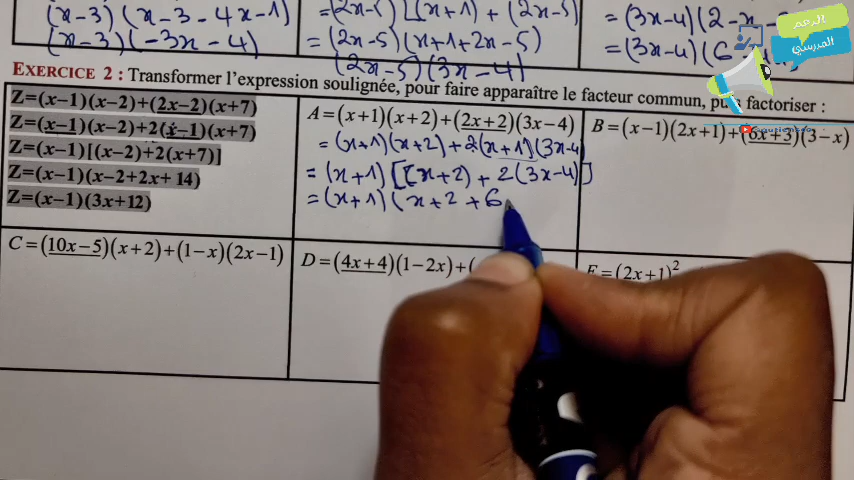 (x-3)(x-3-4x-1)
(x-3)(-3x-4)
=(2x-5)[(x+1)+(2x-5)
=(2x-5)(x+1+2x-5)
(2x-5)(3x-4)
=(3x-4)(2-x
=(3x-4)(6
الدعم
المدرسي
EXERCICE 2 : Transformer l'expression soulignée, pour faire apparaître le facteur commun, puis factoriser :
Z=(x−1)(x−2)+(2x−2)(x+7)
Z=(x−1)(x−2)+2(x−1)(x+7)
Z=(x−1)[(x−2)+2(x+7)]
Z=(x−1)(x−2+2x+14)
Z=(x−1)(3x+12)
A=(x+1)(x+2)+(2x+2)(3x−4)
=(x+1)(x+2)+2(x+1)(3x-4
=(x+1)[(x+2)+2(3x-4)]
=(x+1)(x+2+6
B=(x−1)(2x+1)+(6x+3)(3−x)
C=(10x−5)(x+2)+(1−x)(2x−1)
D=(4x+4)(1−2x)+(
E=(2x+1)²